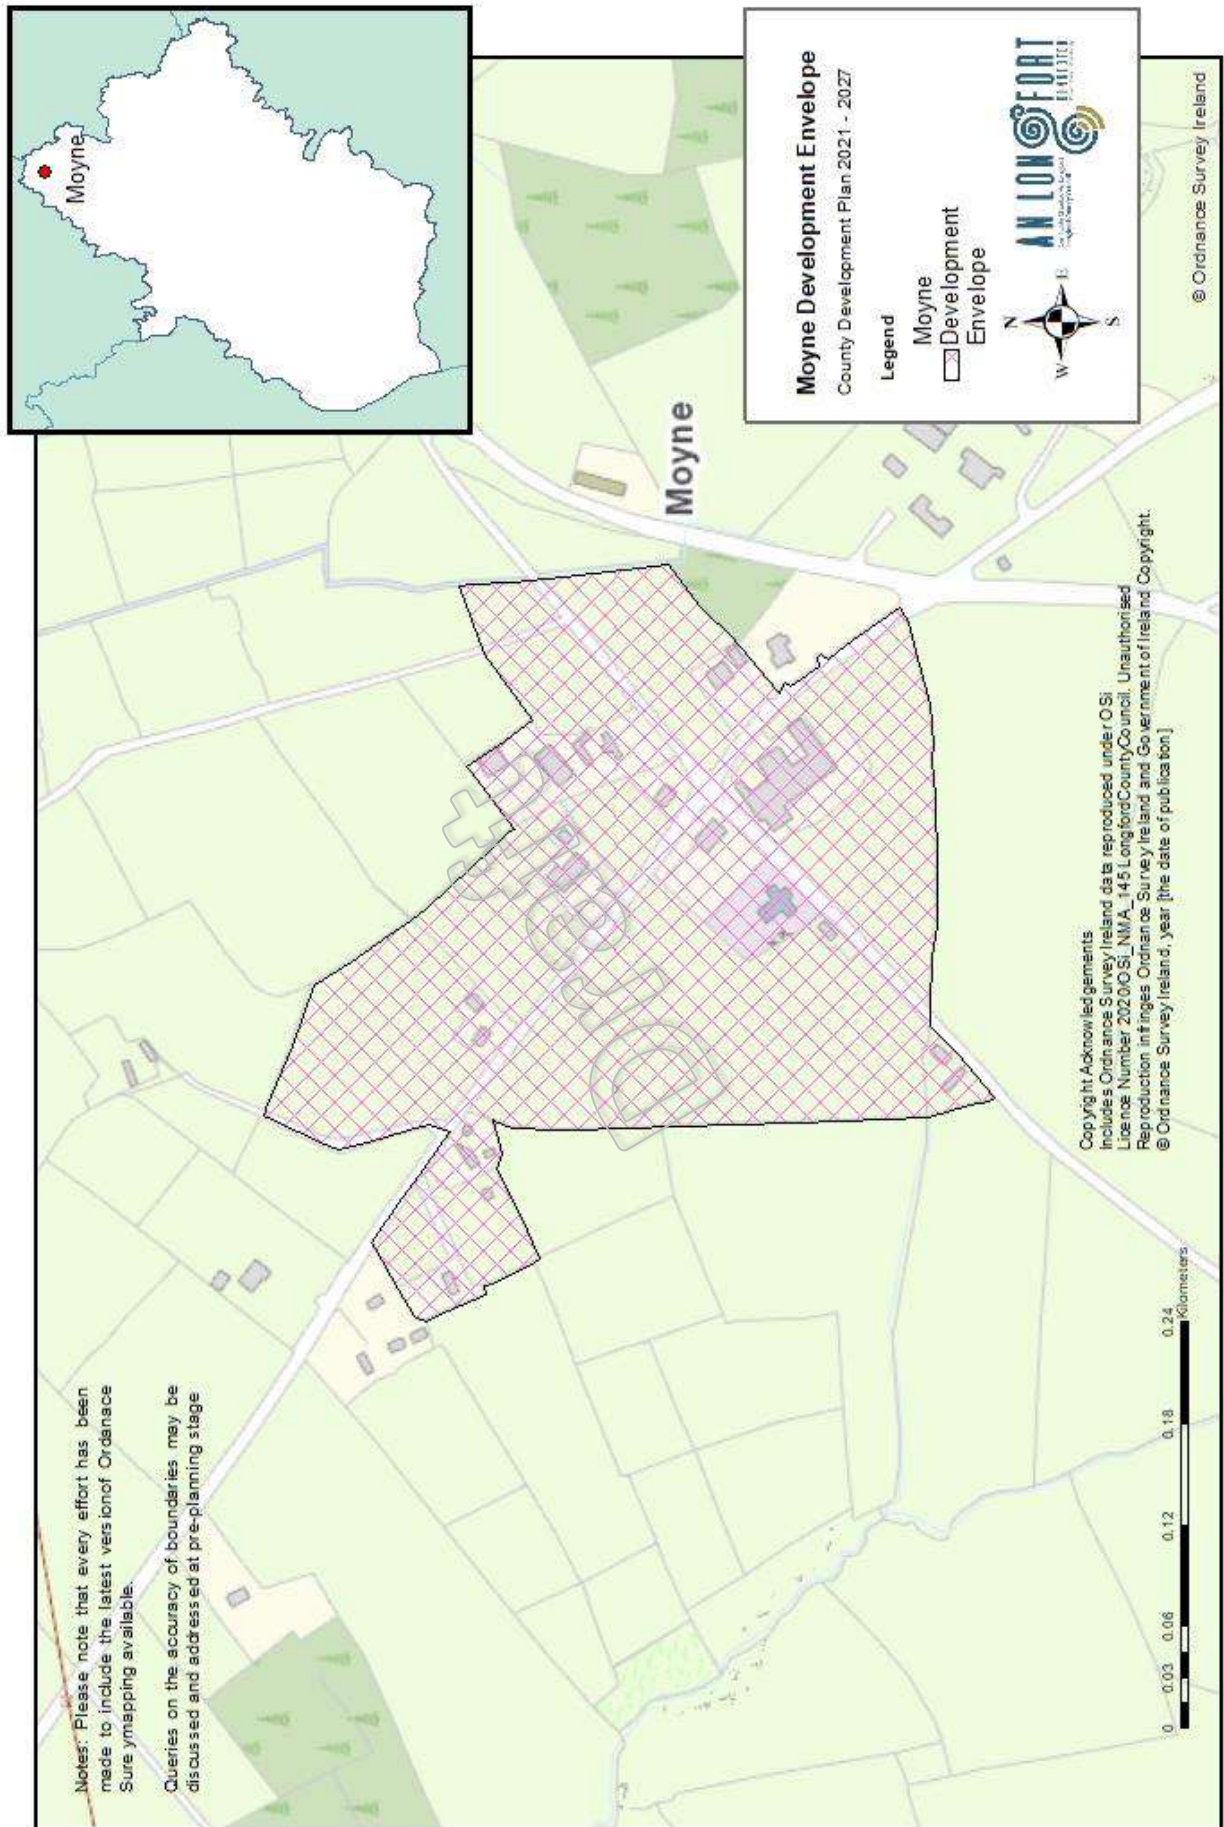 Notes: Please note that every effort has been
made to include the latest versionof Ordanace
Sure ymapping available.
Queries on the accuracy of boundaries may be
discussed and addressed at pre-planning stage
Moyne
Moyne
Draft
Moyne Development Envelope
County Development Plan 2021 - 2027
Legend
Moyne
Development
Envelope
N
W E
S
AN LONGFORT
Copyright Acknowledgements
Includes Ordnance Survey Ireland data reproduced under OSi
Licence Number 2020/OSi_NMA_145 LongfordCountyCouncil. Unauthorised
Reproduction infringes Ordnance Survey Ireland and Government of Ireland Copyright.
© Ordnance Survey Ireland, year [the date of publication]
0 0.03 0.06 0.12 0.18 0.24
Kilometers
© Ordnance Survey Ireland